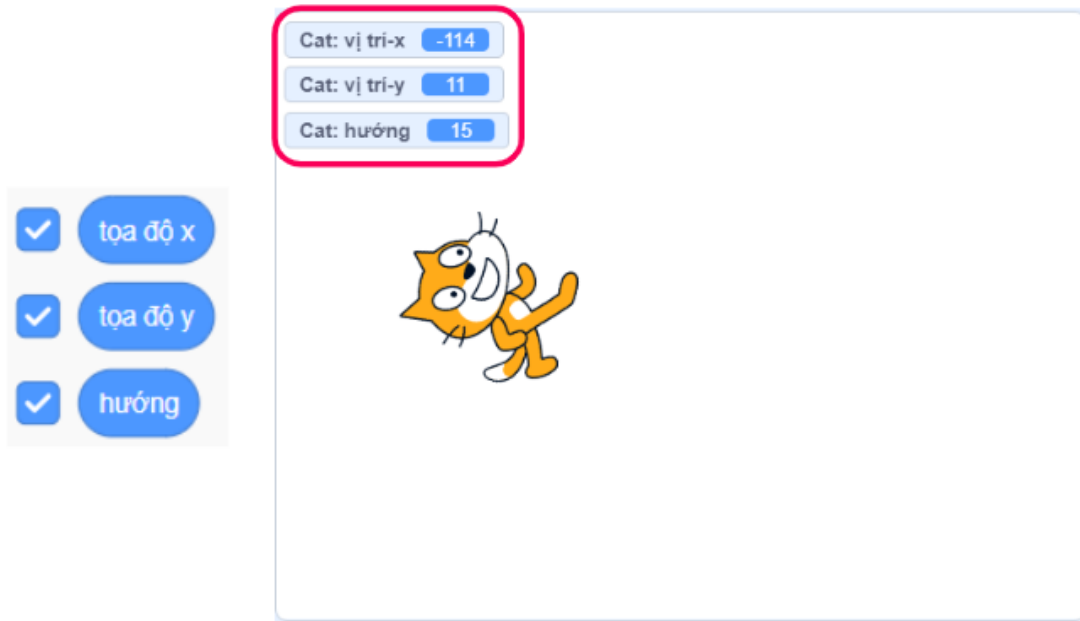 Cat: vị trí-x -114
Cat: vị trí-y 11
Cat: hướng 15
tọa độ x
tọa độ y
hướng